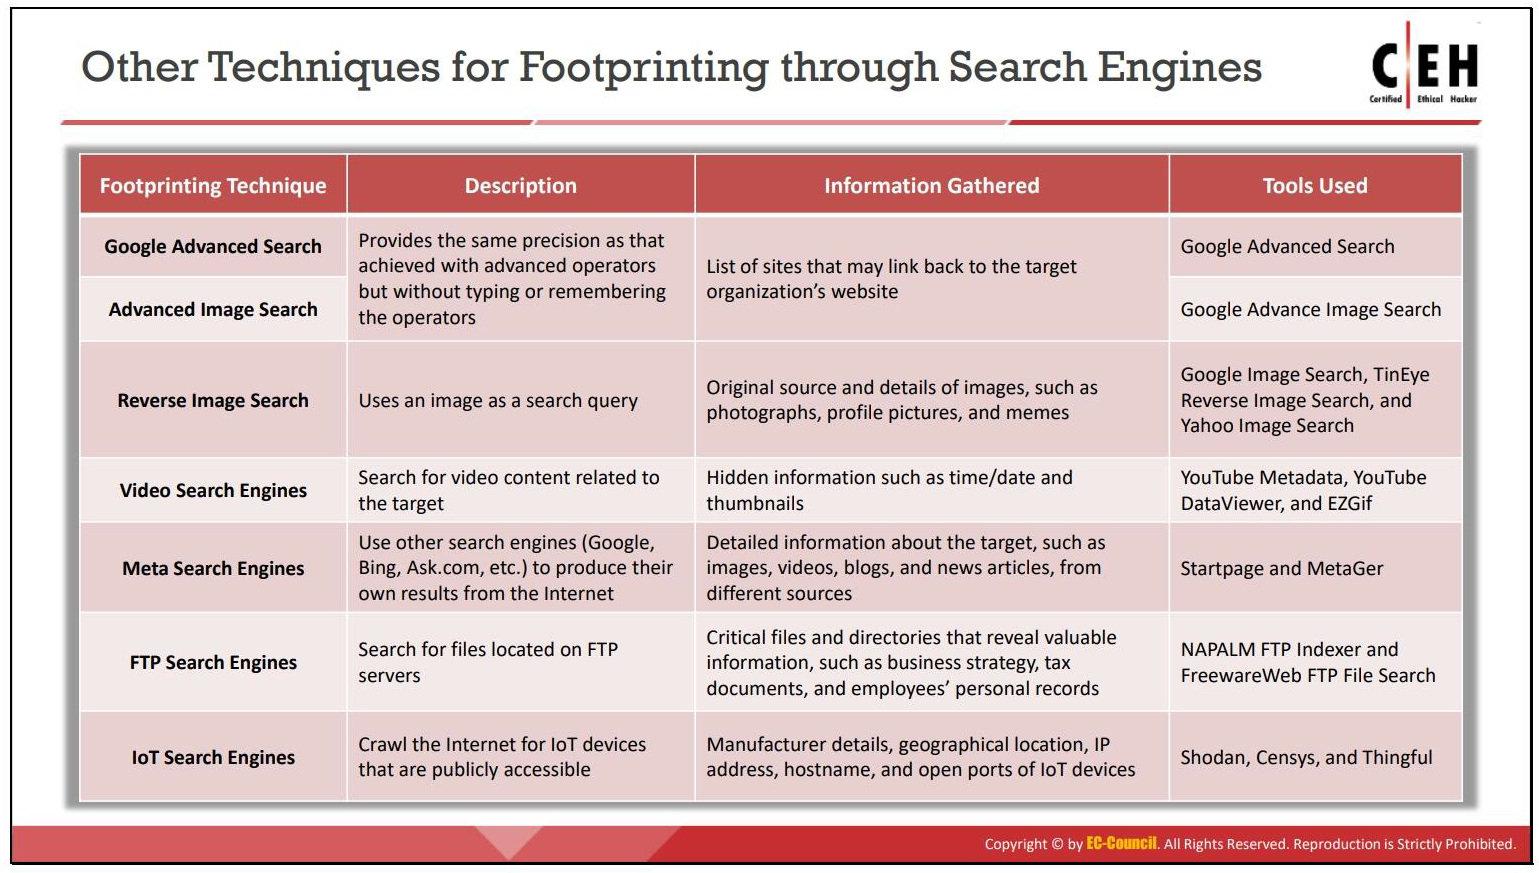 Other Techniques for Footprinting through Search Engines
C EH
Certified Ethical Hacker
Footprinting Technique
Description
Information Gathered
Tools Used
Google Advanced Search
Advanced Image Search
Provides the same precision as that
achieved with advanced operators
but without typing or remembering
the operators
List of sites that may link back to the target
organization’s website
Google Advanced Search
Google Advance Image Search
Reverse Image Search
Uses an image as a search query
Original source and details of images, such as
photographs, profile pictures, and memes
Google Image Search, TinEye
Reverse Image Search, and
Yahoo Image Search
Video Search Engines
Search for video content related to
the target
Hidden information such as time/date and
thumbnails
YouTube Metadata, YouTube
DataViewer, and EZGif
Meta Search Engines
Use other search engines (Google,
Bing, Ask.com, etc.) to produce their
own results from the Internet
Detailed information about the target, such as
images, videos, blogs, and news articles, from
different sources
Startpage and MetaGer
FTP Search Engines
Search for files located on FTP
servers
Critical files and directories that reveal valuable
information, such as business strategy, tax
documents, and employees’ personal records
NAPALM FTP Indexer and
FreewareWeb FTP File Search
IoT Search Engines
Crawl the Internet for IoT devices
that are publicly accessible
Manufacturer details, geographical location, IP
address, hostname, and open ports of IoT devices
Shodan, Censys, and Thingful
Copyright © by EC-Council. All Rights Reserved. Reproduction is Strictly Prohibited.